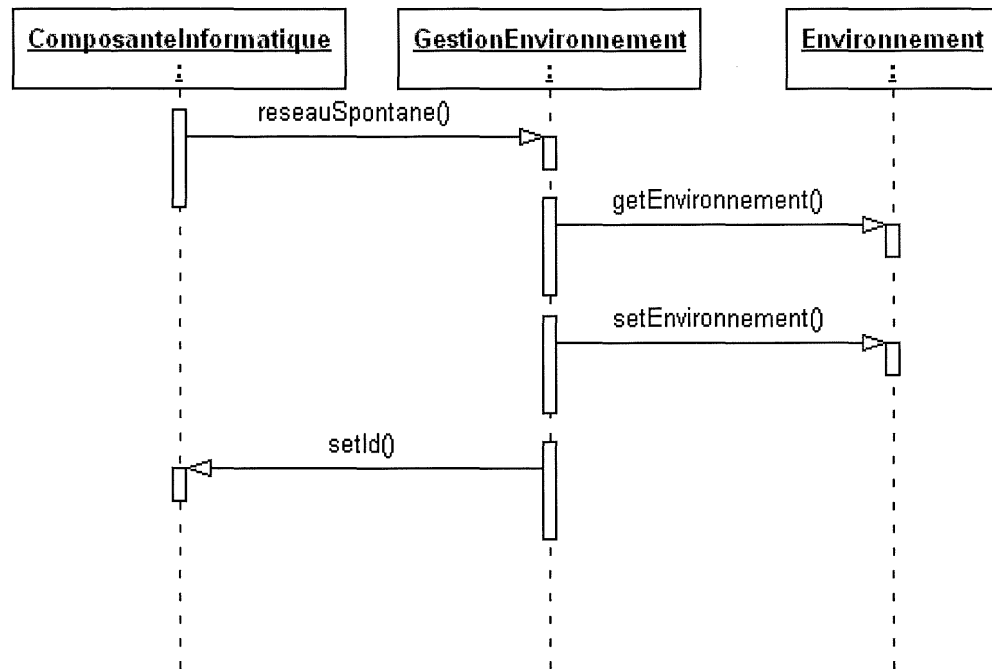 ComposanteInformatique
:
GestionEnvironnement
:
Environnement
:
reseauSpontane()
getEnvironnement()
setEnvironnement()
setId()